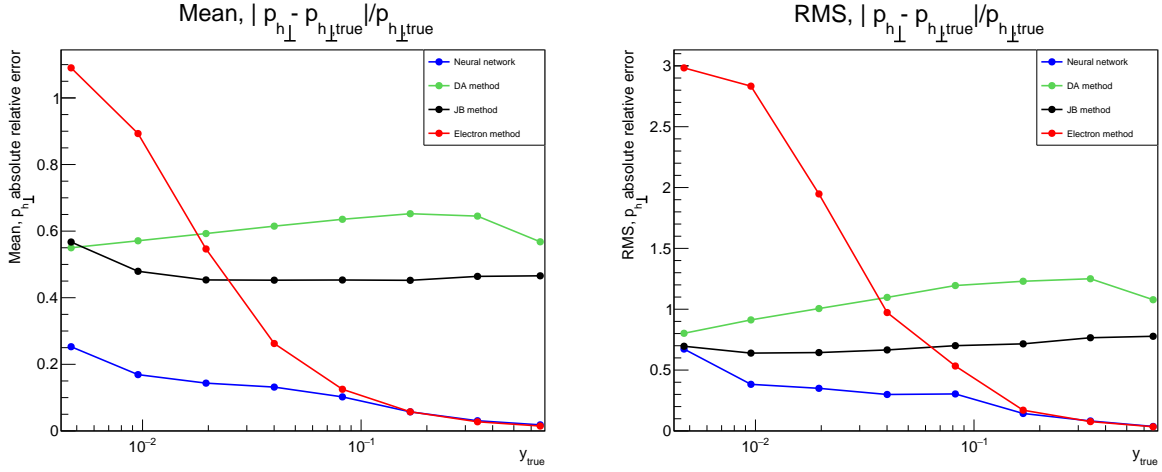 Mean, | p_h⊥ - p_h⊥,true |/p_h⊥,true
Mean, p_h⊥ absolute relative error
1
0.8
0.6
0.4
0.2
0
10⁻²
10⁻¹
y_true
Neural network
DA method
JB method
Electron method
RMS, | p_h⊥ - p_h⊥,true |/p_h⊥,true
RMS, p_h⊥ absolute relative error
3
2.5
2
1.5
1
0.5
0
10⁻²
10⁻¹
y_true
Neural network
DA method
JB method
Electron method